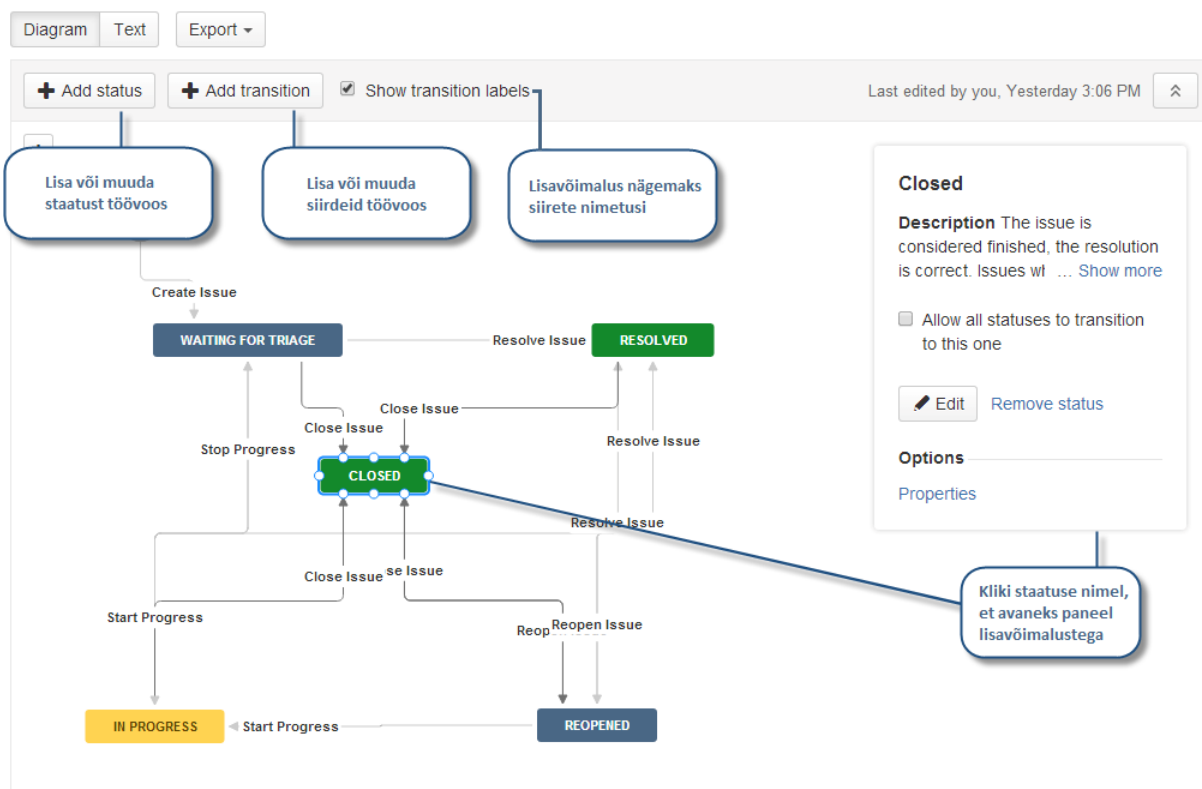 Diagram Text Export
Add status Add transition Show transition labels Last edited by you, Yesterday 3:06 PM
Lisa või muuda
staatust töövoos
Lisa või muuda
siirdeid töövoos
Lisavõimalus nägemaks
siirete nimetusi
Closed
Description The issue is
considered finished, the resolution
is correct. Issues wh ... Show more
Allow all statuses to transition
to this one
Edit Remove status
Options
Properties
Create Issue
WAITING FOR TRIAGE Resolve Issue RESOLVED
Close Issue
Close Issue
Resolve Issue
Stop Progress
CLOSED
Resolve Issue
Close Issue se Issue
Kliki staatuse nimel,
et avaneks paneel
lisavõimalustega
Start Progress
Reop Reopen Issue
IN PROGRESS Start Progress REOPENED